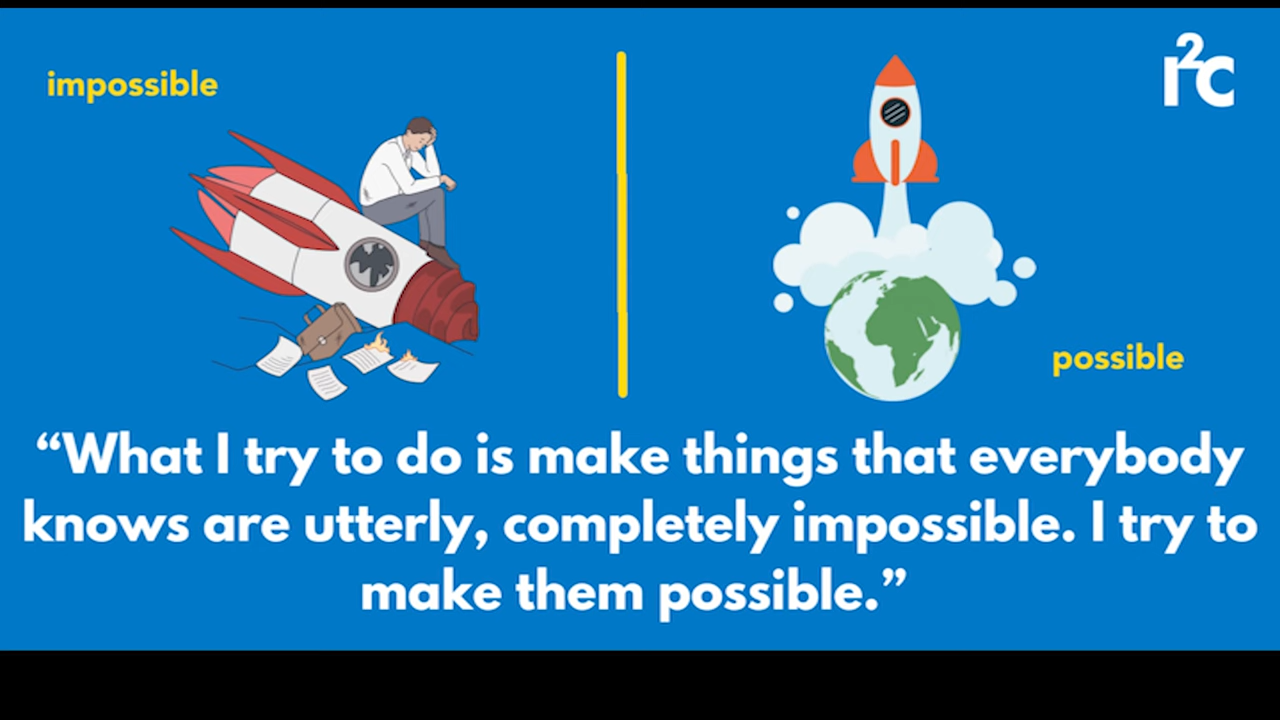 impossible
I2C
possible
“What I try to do is make things that everybody
knows are utterly, completely impossible. I try to
make them possible.”